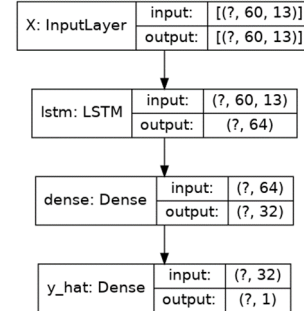 X: InputLayer input: [(?, 60, 13)]
output: [(?, 60, 13)]
lstm: LSTM input: (?, 60, 13)
output: (?, 64)
dense: Dense input: (?, 64)
output: (?, 32)
y_hat: Dense input: (?, 32)
output: (?, 1)